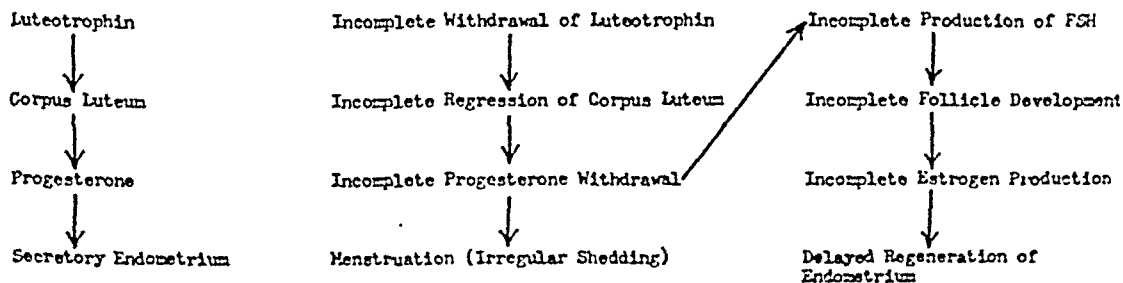 Luteotrophin
Corpus Luteum
Progesterone
Secretory Endometrium
Incomplete Withdrawal of Luteotrophin
Incomplete Regression of Corpus Luteum
Incomplete Progesterone Withdrawal
Menstruation (Irregular Shedding)
Incomplete Production of FSH
Incomplete Follicle Development
Incomplete Estrogen Production
Delayed Regeneration of
Endometrium